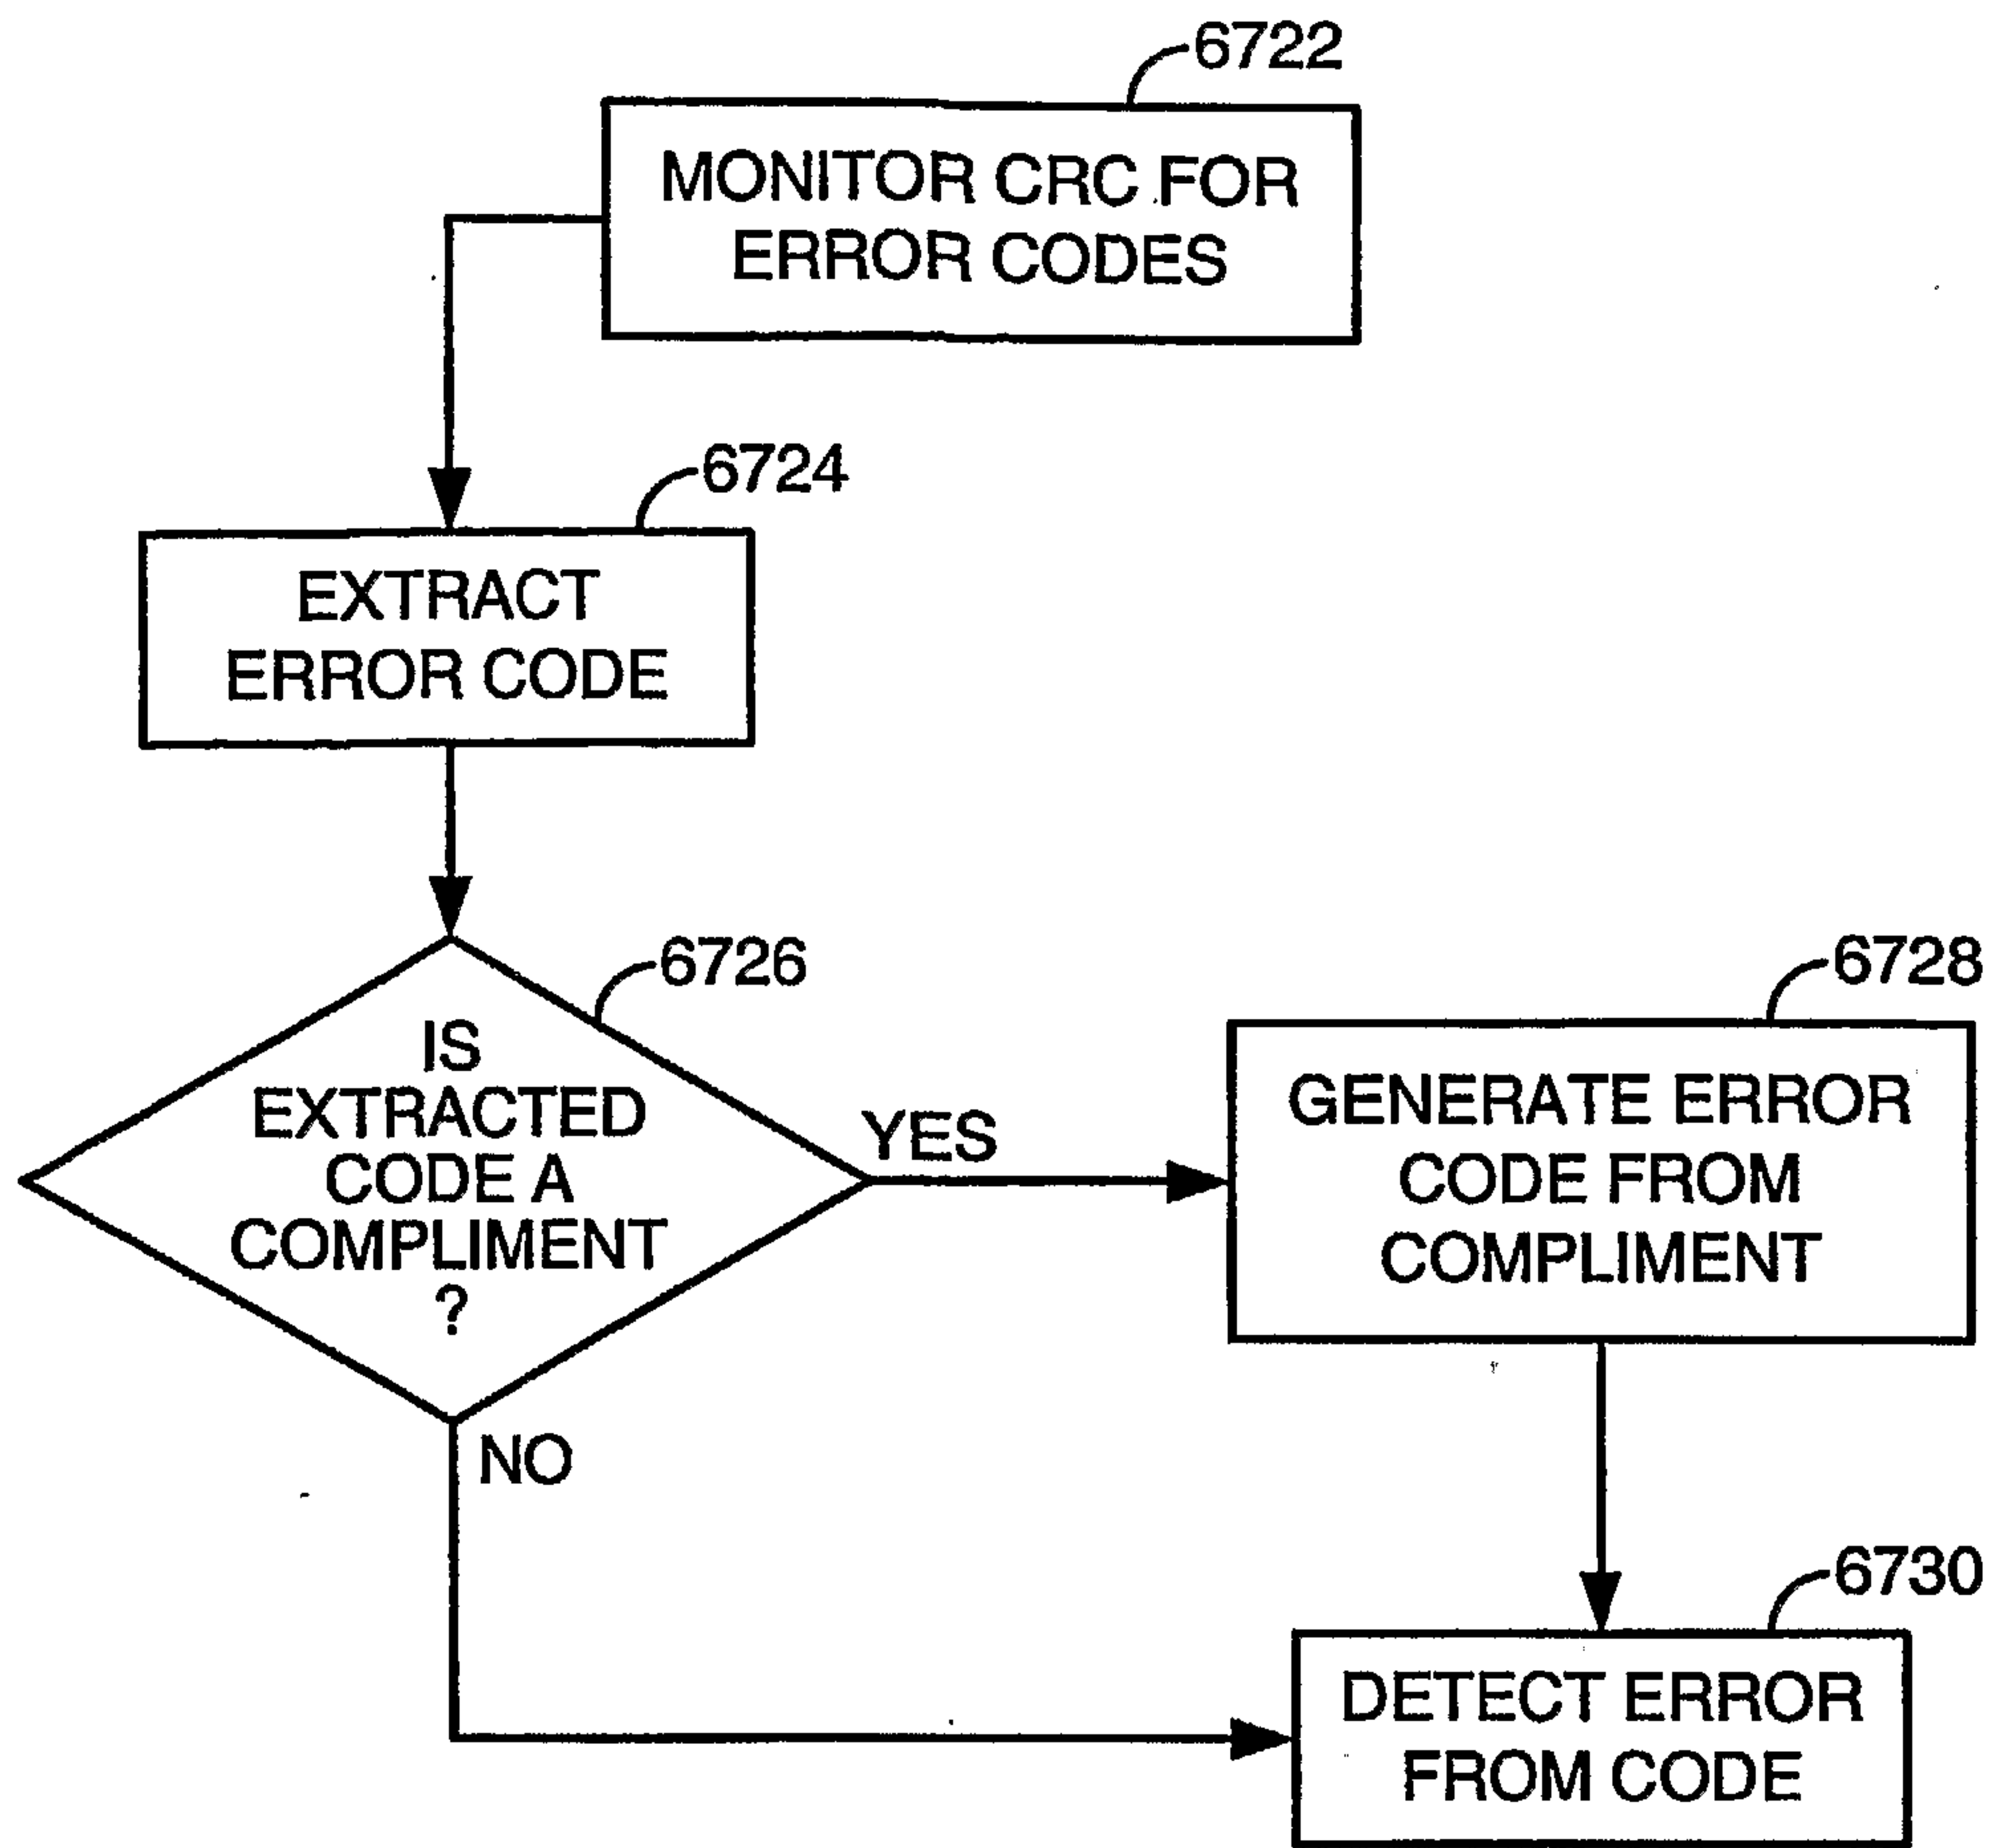 6722
MONITOR CRC FOR
ERROR CODES
6724
EXTRACT
ERROR CODE
6726
IS
EXTRACTED
CODE A
COMPLIMENT
?
YES
6728
GENERATE ERROR
CODE FROM
COMPLIMENT
NO
6730
DETECT ERROR
FROM CODE